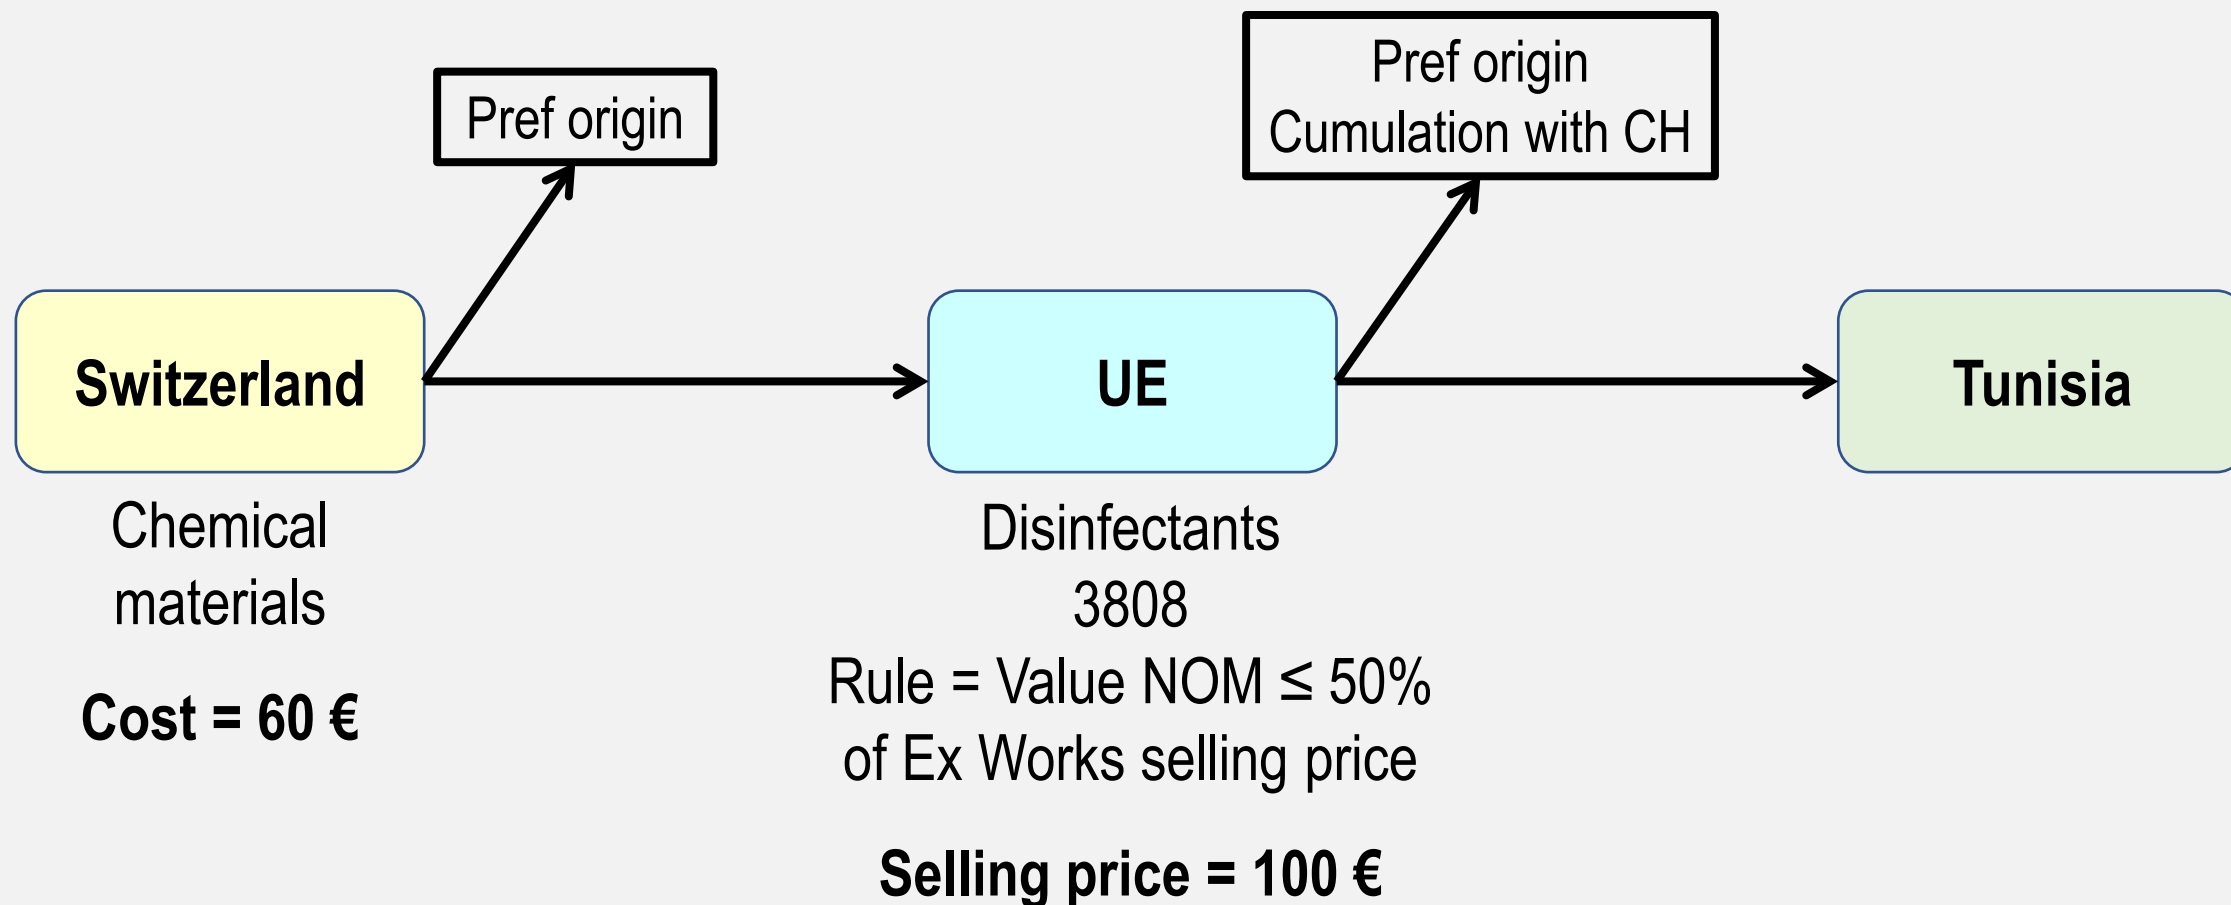 Pref origin
Pref origin
Cumulation with CH
Switzerland
UE
Tunisia
Chemical
materials
Cost = 60 €
Disinfectants
3808
Rule = Value NOM ≤ 50%
of Ex Works selling price
Selling price = 100 €